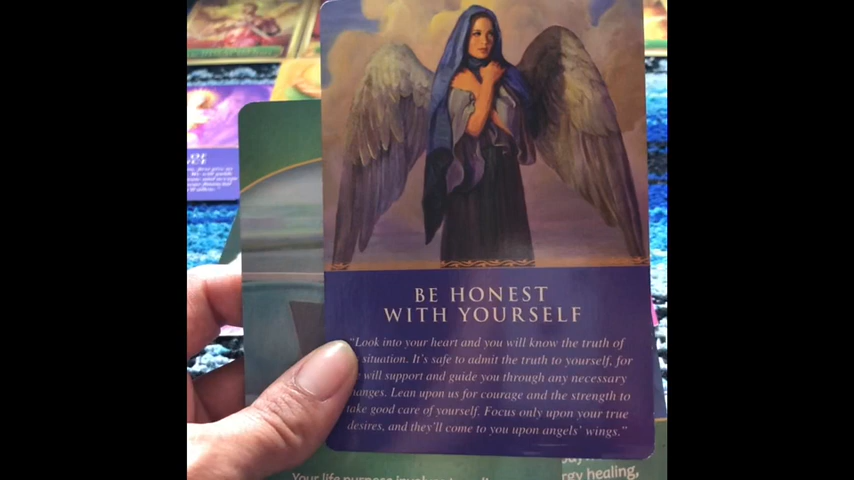 BE HONEST
WITH YOURSELF
"Look into your heart and you will know the truth of
situation. It's safe to admit the truth to yourself, for
will support and guide you through any necessary
Lean upon us for courage and the strength to
take good care of yourself. Focus only upon your true
desires, and they'll come to you upon angels' wings."
Your life purpose
healing,